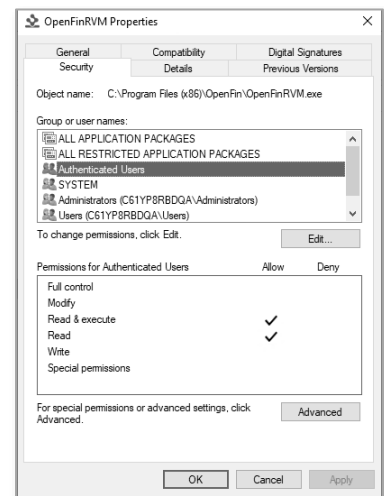 OpenFinRVM Properties
General Compatibility Digital Signatures
Security Details Previous Versions
Object name: C:\Program Files (x86)\OpenFin\OpenFinRVM.exe
Group or user names:
ALL APPLICATION PACKAGES
ALL RESTRICTED APPLICATION PACKAGES
Authenticated Users
SYSTEM
Administrators (C61YP8RBDQA\Administrators)
Users (C61YP8RBDQA\Users)
To change permissions, click Edit.
Edit...
Permissions for Authenticated Users Allow Deny
Full control
Modify
Read & execute
Read
Write
Special permissions
For special permissions or advanced settings, click
Advanced.
Advanced
OK Cancel Apply